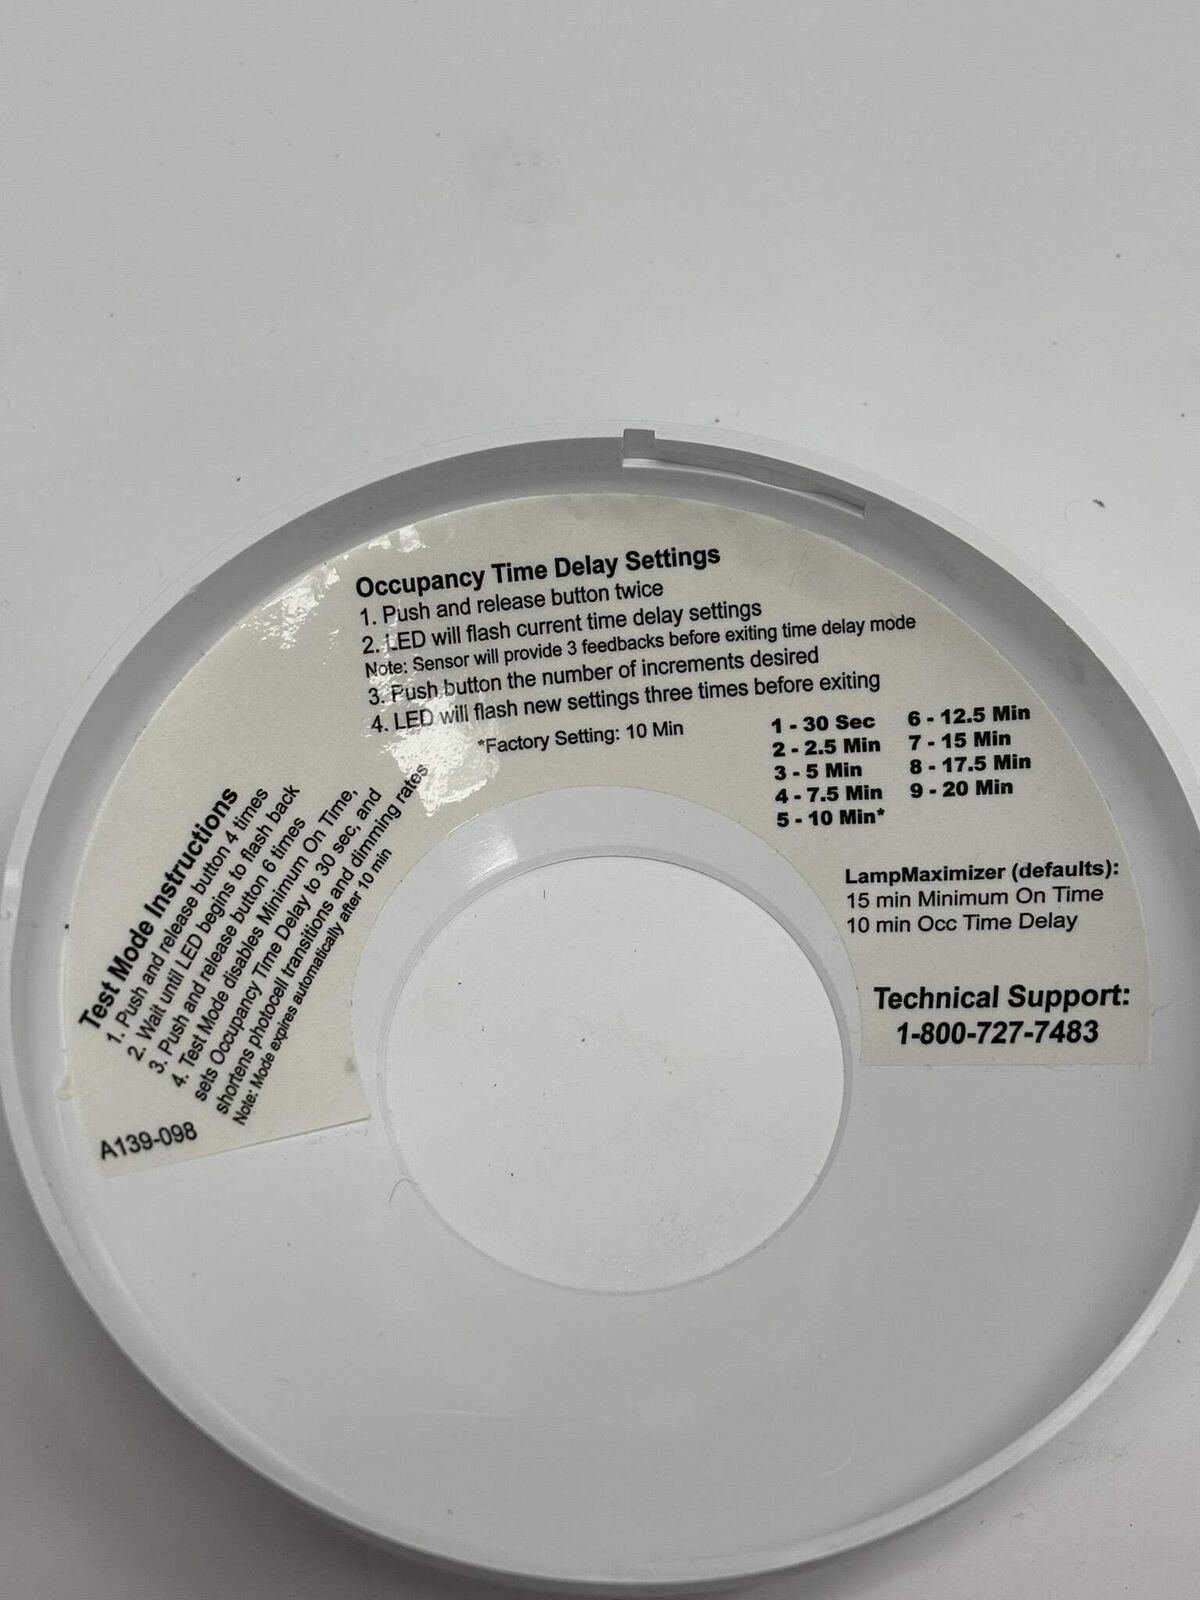 Occupancy Time Delay Settings
1. Push and release button twice
2. LED will flash current time delay settings
Note: Sensor will provide 3 feedbacks before exiting time delay mode
3. Push button the number of increments desired
4. LED will flash new settings three times before exiting
*Factory Setting: 10 Min
1 - 30 Sec
2 - 2.5 Min
3 - 5 Min
4 - 7.5 Min
5 - 10 Min*
6 - 12.5 Min
7 - 15 Min
8 - 17.5 Min
9 - 20 Min
LampMaximizer (defaults):
15 min Minimum On Time
10 min Occ Time Delay
Technical Support:
1-800-727-7483
Test Mode Instructions
1. Push and release button 4 times
2. Wait until LED begins to flash back
3. Push and release button 6 times
4. Test Mode disables Minimum On Time,
sets Occupancy Time Delay to 30 sec, and
shortens photocell transitions and dimming rates
Note: Mode expires automatically after 10 min
A139-098